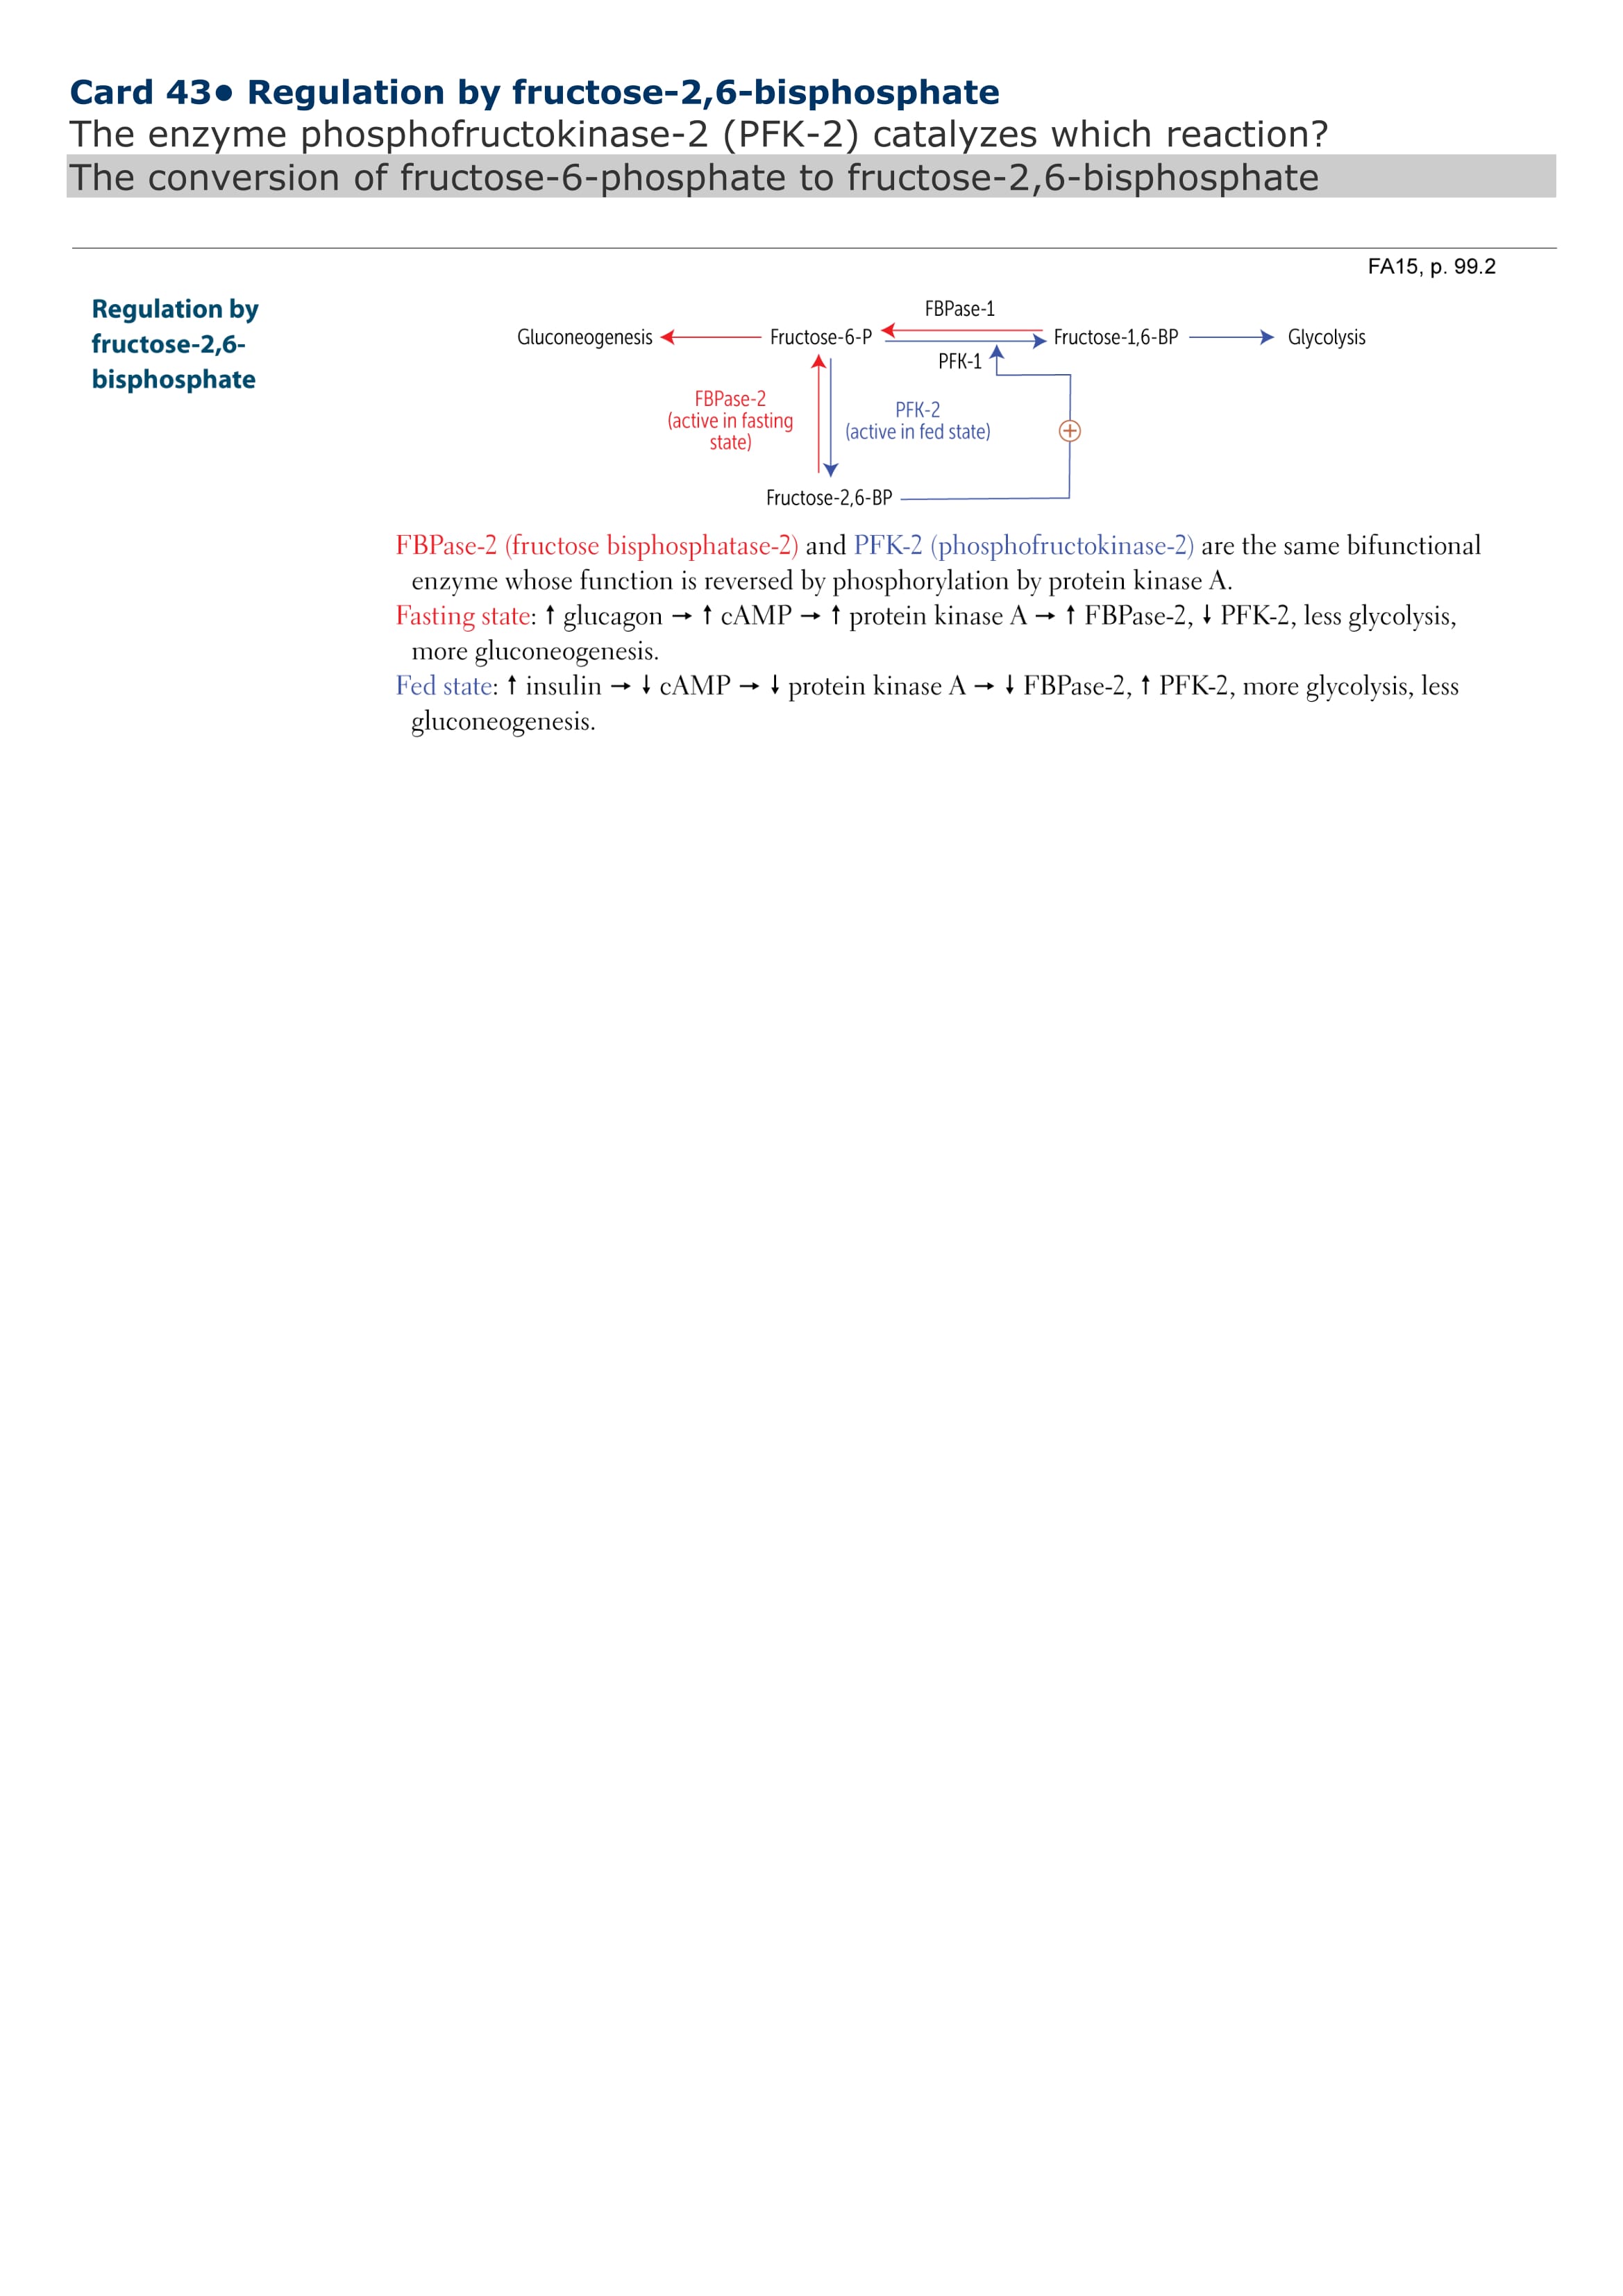 Card 43● Regulation by fructose-2,6-bisphosphate
The enzyme phosphofructokinase-2 (PFK-2) catalyzes which reaction?
The conversion of fructose-6-phosphate to fructose-2,6-bisphosphate
FA15, p. 99.2
Regulation by
fructose-2,6-
bisphosphate
FBPase-1
Gluconeogenesis Fructose-6-P Fructose-1,6-BP Glycolysis
PFK-1
FBPase-2
(active in fasting
state)
PFK-2
(active in fed state)
+
Fructose-2,6-BP
FBPase-2 (fructose bisphosphatase-2) and PFK-2 (phosphofructokinase-2) are the same bifunctional
enzyme whose function is reversed by phosphorylation by protein kinase A.
Fasting state: ↑ glucagon → ↑ cAMP → ↑ protein kinase A → ↑ FBPase-2, ↓ PFK-2, less glycolysis,
more gluconeogenesis.
Fed state: ↑ insulin → ↓ cAMP → ↓ protein kinase A → ↓ FBPase-2, ↑ PFK-2, more glycolysis, less
gluconeogenesis.